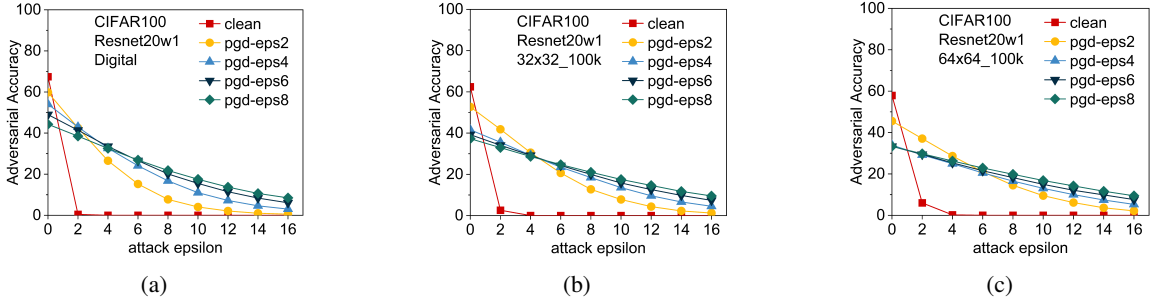 CIFAR100
Resnet20w1
Digital
clean
pgd-eps2
pgd-eps4
pgd-eps6
pgd-eps8
Adversarial Accuracy
100
80
60
40
20
0
0 2 4 6 8 10 12 14 16
attack epsilon
(a)
CIFAR100
Resnet20w1
32x32_100k
clean
pgd-eps2
pgd-eps4
pgd-eps6
pgd-eps8
Adversarial Accuracy
100
80
60
40
20
0
0 2 4 6 8 10 12 14 16
attack epsilon
(b)
CIFAR100
Resnet20w1
64x64_100k
clean
pgd-eps2
pgd-eps4
pgd-eps6
pgd-eps8
Adversarial Accuracy
100
80
60
40
20
0
0 2 4 6 8 10 12 14 16
attack epsilon
(c)